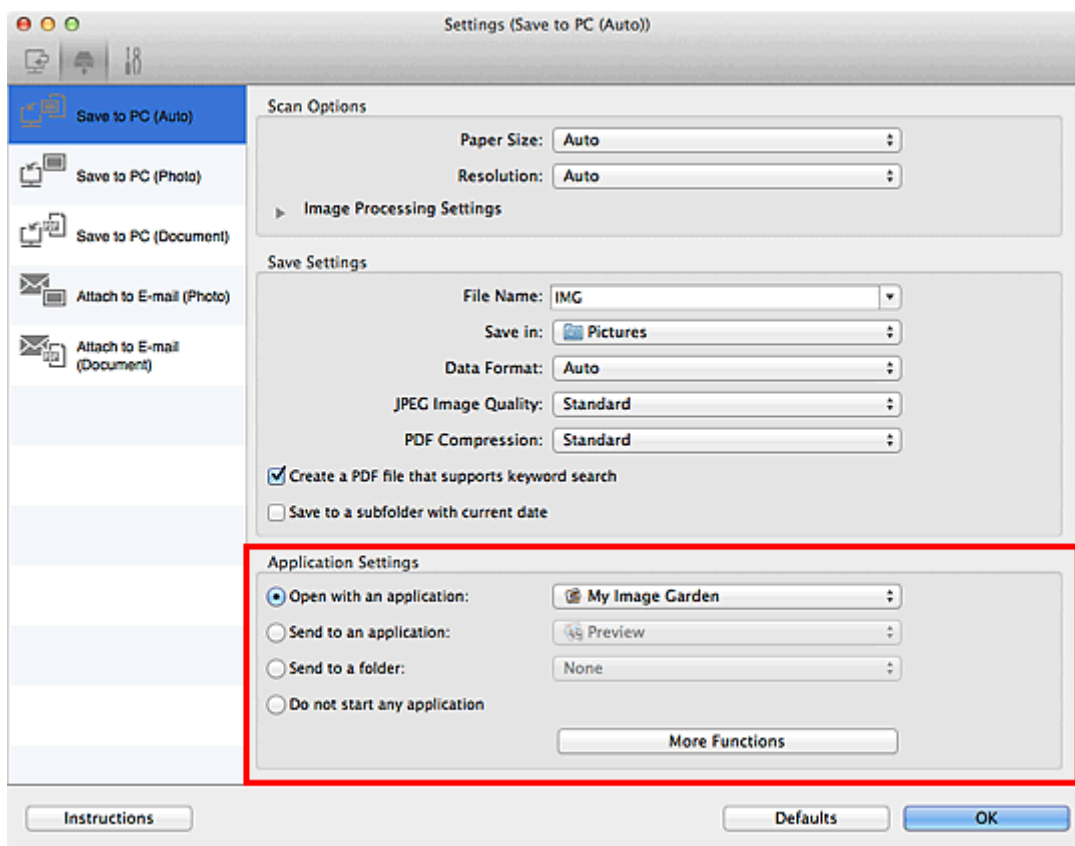 Settings (Save to PC (Auto))
Save to PC (Auto)
Save to PC (Photo)
Save to PC (Document)
Attach to E-mail (Photo)
Attach to E-mail
(Document)
Scan Options
Paper Size: Auto
Resolution: Auto
Image Processing Settings
Save Settings
File Name: IMG
Save in: Pictures
Data Format: Auto
JPEG Image Quality: Standard
PDF Compression: Standard
Create a PDF file that supports keyword search
Save to a subfolder with current date
Application Settings
Open with an application: My Image Garden
Send to an application: Preview
Send to a folder: None
Do not start any application
More Functions
Instructions Defaults OK